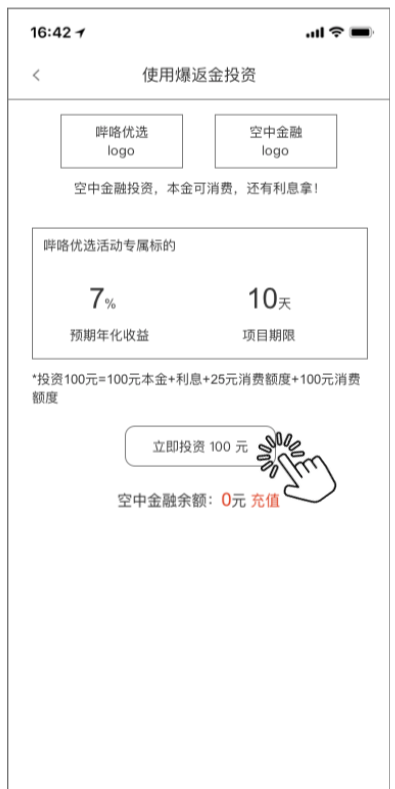 16:42
使用爆返金投资
哔咯优选
logo
空中金融
logo
空中金融投资，本金可消费，还有利息拿！
哔咯优选活动专属标的
7%
10天
预期年化收益
项目期限
*投资100元=100元本金+利息+25元消费额度+100元消费
额度
立即投资 100 元
空中金融余额：0元 充值